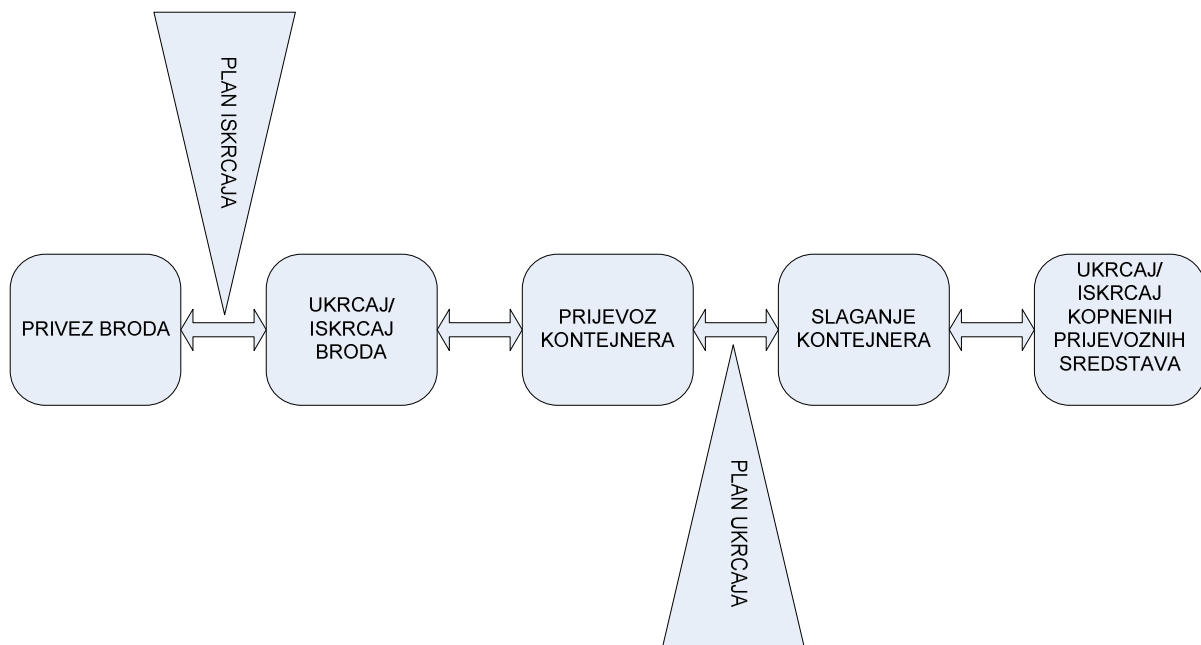 PLAN ISKRCAJA
PRIVEZ BRODA
UKRCAJ/
ISKRCAJ
BRODA
PRIJEVOZ
KONTEJNERA
SLAGANJE
KONTEJNERA
UKRCAJ/
ISKRCAJ
KOPNENIH
PRIJEVOZNIH
SREDSTAVA
PLAN UKRCAJA